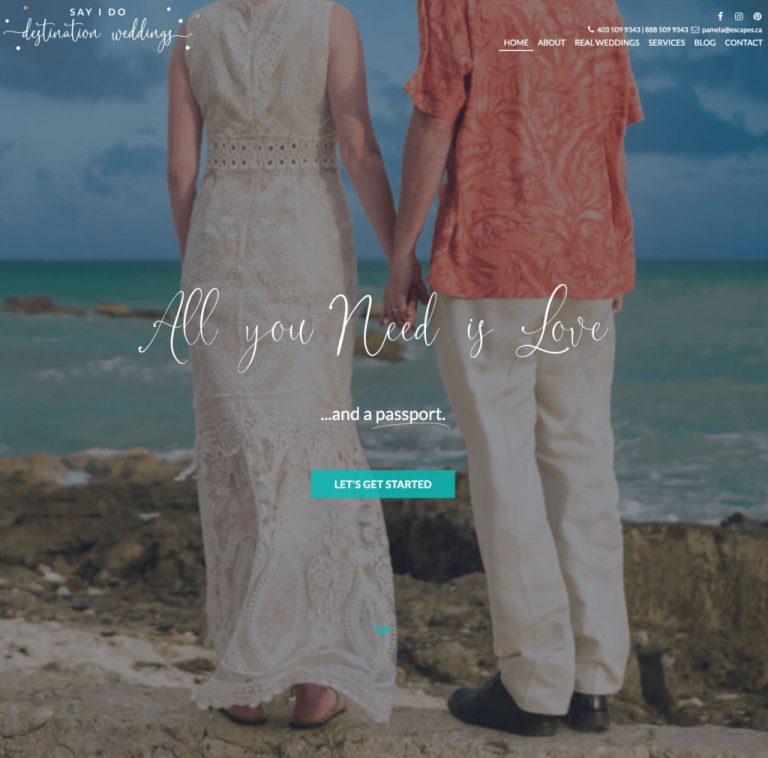 SAY I DO
destination weddings
403 509 9343 | 888 509 9343 pamela@escapes.ca
HOME ABOUT REAL WEDDINGS SERVICES BLOG CONTACT
All you Need is Love
...and a passport.
LET'S GET STARTED